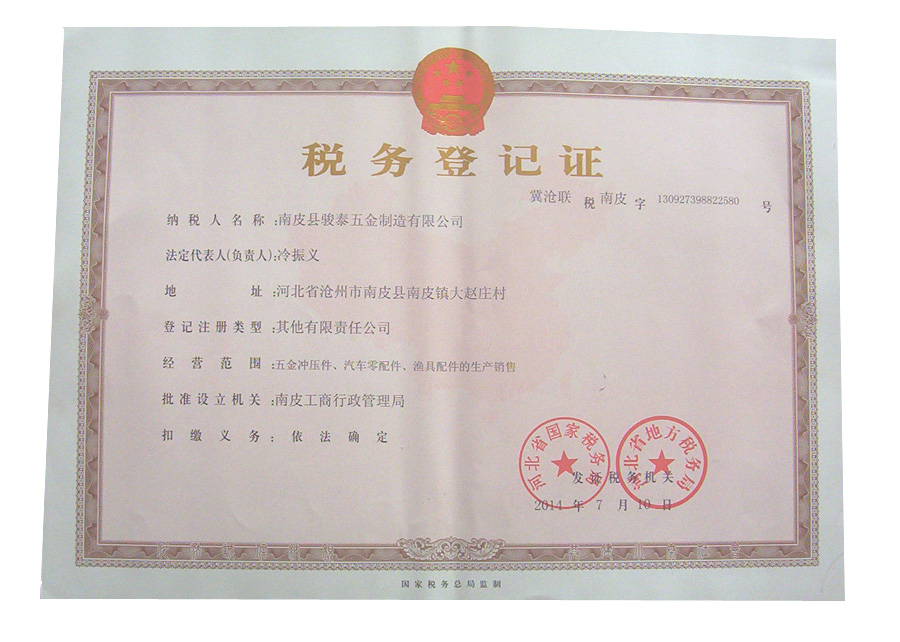 税务登记证
冀沧联 税 南皮 字 130927398822580 号
纳税人名称:南皮县骏泰五金制造有限公司
法定代表人(负责人):冷振义
地址:河北省沧州市南皮县南皮镇大赵庄村
登记注册类型:其他有限责任公司
经营范围:五金冲压件、汽车零配件、渔具配件的生产销售
批准设立机关:南皮工商行政管理局
扣缴义务:依法确定
河北省国家税务局
河北省地方税务局
发证税务机关
2014 年 7 月 10 日
国家税务总局监制